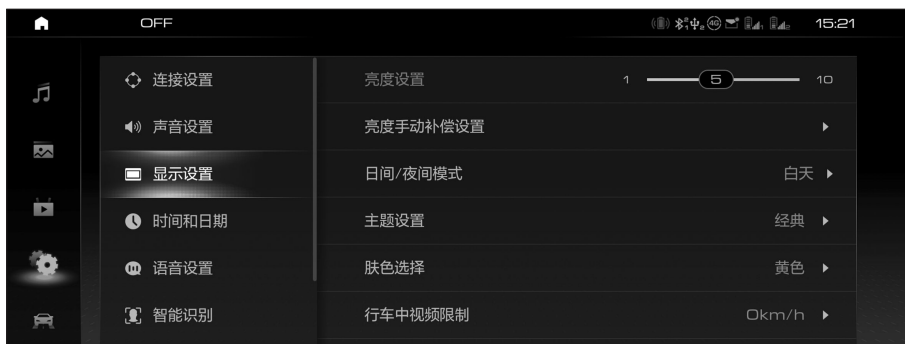 OFF 4G 15:21
连接设置
声音设置
显示设置
时间和日期
语音设置
智能识别
亮度设置 1 5 10
亮度手动补偿设置
日间/夜间模式 白天
主题设置 经典
肤色选择 黄色
行车中视频限制 0km/h